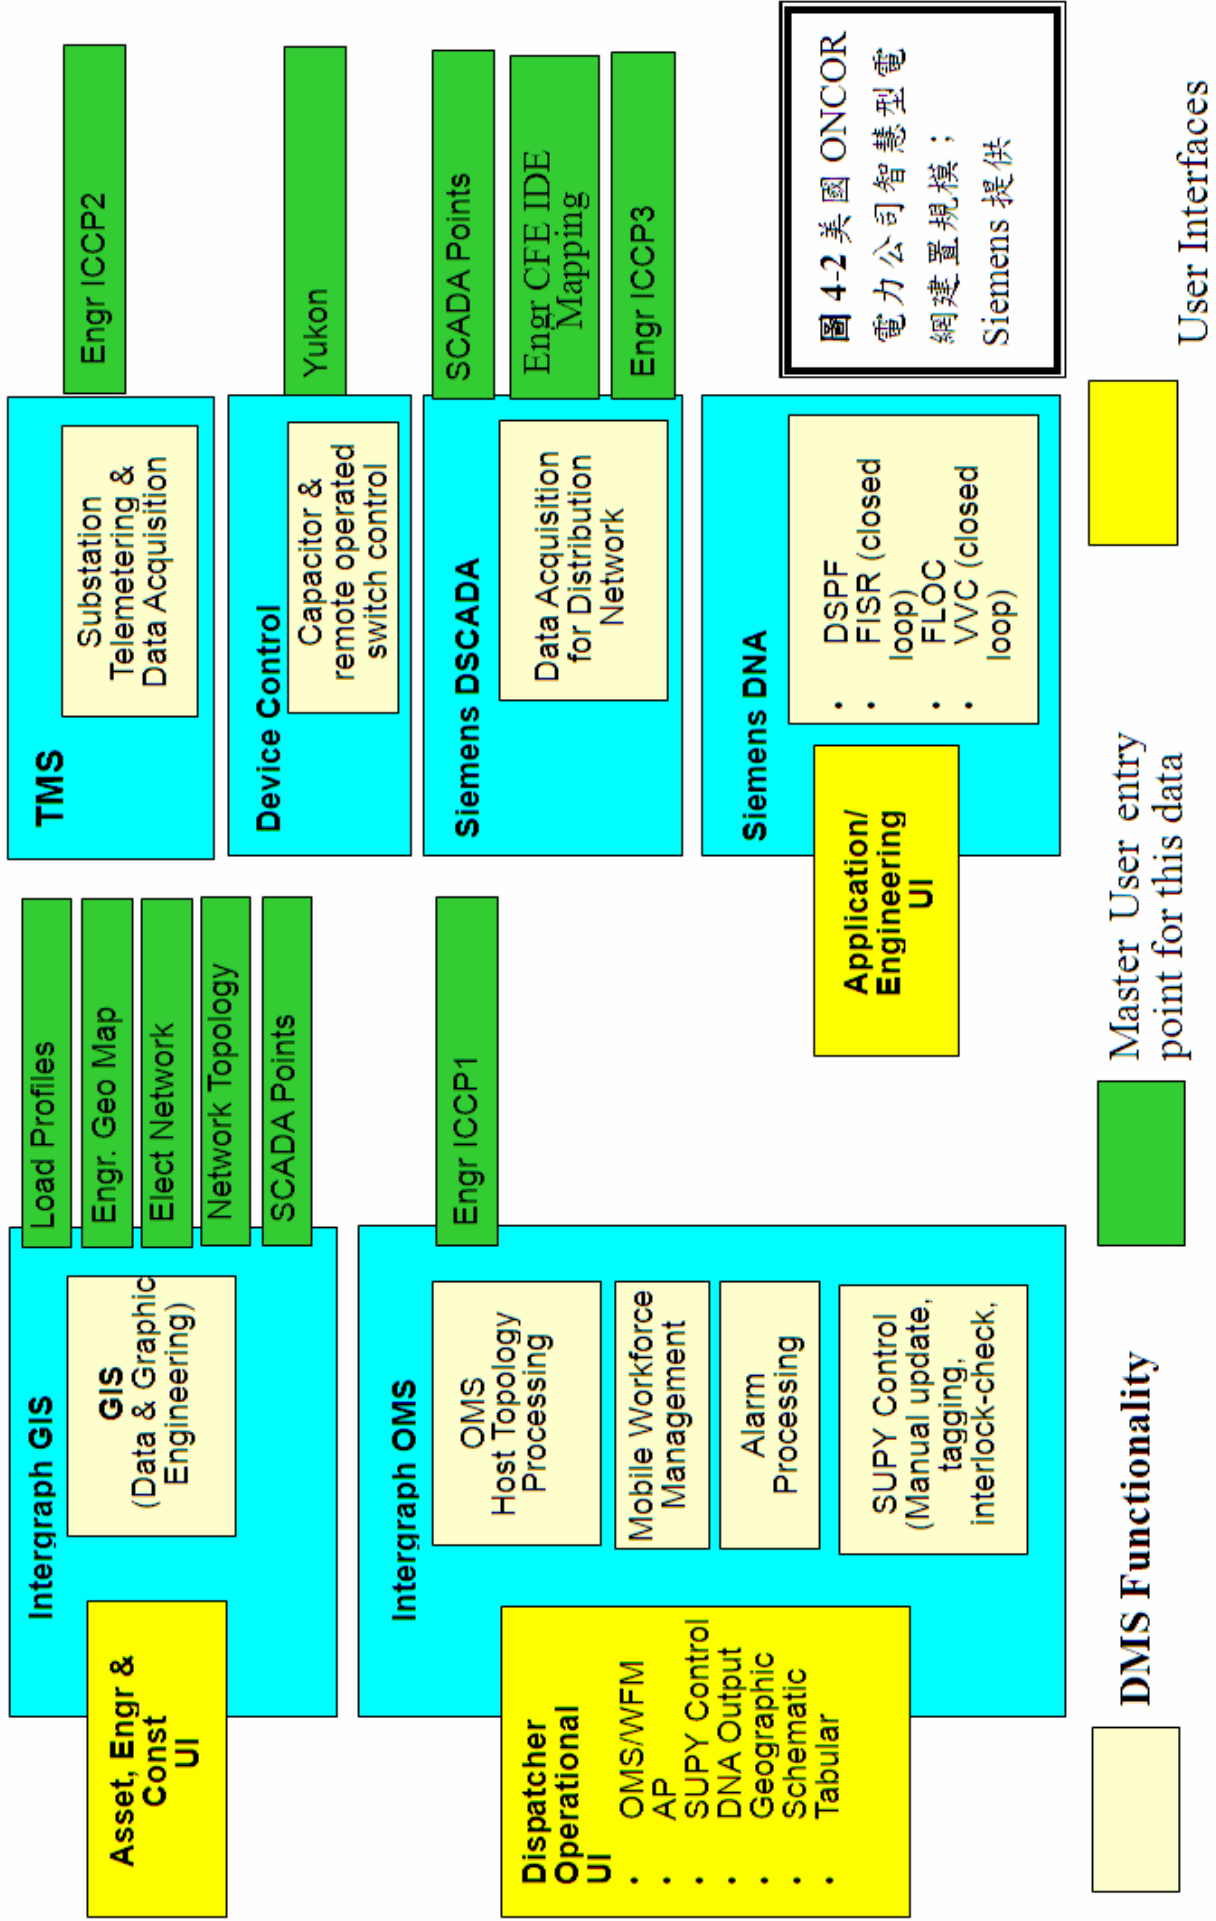 Intergraph GIS
Asset, Engr &
Const
UI
GIS
(Data & Graphic
Engineering)
Load Profiles
Engr. Geo Map
Elect Network
Network Topology
SCADA Points
TMS
Substation
Telemetering &
Data Acquisition
Engr ICCP2
Device Control
Capacitor &
remote operated
switch control
Yukon
Intergraph OMS
Dispatcher
Operational
UI
• OMS/WFM
• AP
• SUPY Control
• DNA Output
• Geographic
• Schematic
• Tabular
OMS
Host Topology
Processing
Mobile Workforce
Management
Alarm
Processing
SUPY Control
(Manual update,
tagging,
interlock-check,
Engr ICCP1
Siemens DSCADA
Data Acquisition
for Distribution
Network
SCADA Points
Engr CFE IDE
Mapping
Engr ICCP3
Siemens DNA
Application/
Engineering
UI
• DSPF
• FISR (closed
loop)
• FLOC
• VVC (closed
loop)
圖 4-2 美國 ONCOR
電力公司智慧型電
網建置規模；
Siemens 提供
DMS Functionality
Master User entry
point for this data
User Interfaces